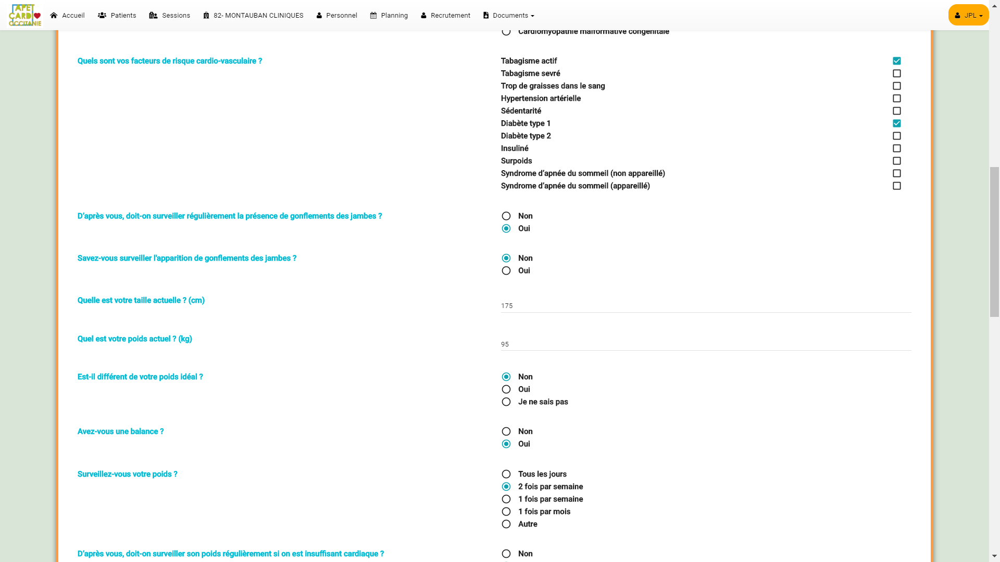 APET
CARDI
OCCITANIE
Accueil
Patients
Sessions
82- MONTAUBAN CLINIQUES
Personnel
Planning
Recrutement
Documents
JPL
Cardiomyopathie malformative congénitale
Quels sont vos facteurs de risque cardio-vasculaire ?
Tabagisme actif
Tabagisme sevré
Trop de graisses dans le sang
Hypertension artérielle
Sédentarité
Diabète type 1
Diabète type 2
Insuliné
Surpoids
Syndrome d’apnée du sommeil (non appareillé)
Syndrome d’apnée du sommeil (appareillé)
D’après vous, doit-on surveiller régulièrement la présence de gonflements des jambes ?
Non
Oui
Savez-vous surveiller l'apparition de gonflements des jambes ?
Non
Oui
Quelle est votre taille actuelle ? (cm)
175
Quel est votre poids actuel ? (kg)
95
Est-il différent de votre poids idéal ?
Non
Oui
Je ne sais pas
Avez-vous une balance ?
Non
Oui
Surveillez-vous votre poids ?
Tous les jours
2 fois par semaine
1 fois par semaine
1 fois par mois
Autre
D’après vous, doit-on surveiller son poids régulièrement si on est insuffisant cardiaque ?
Non